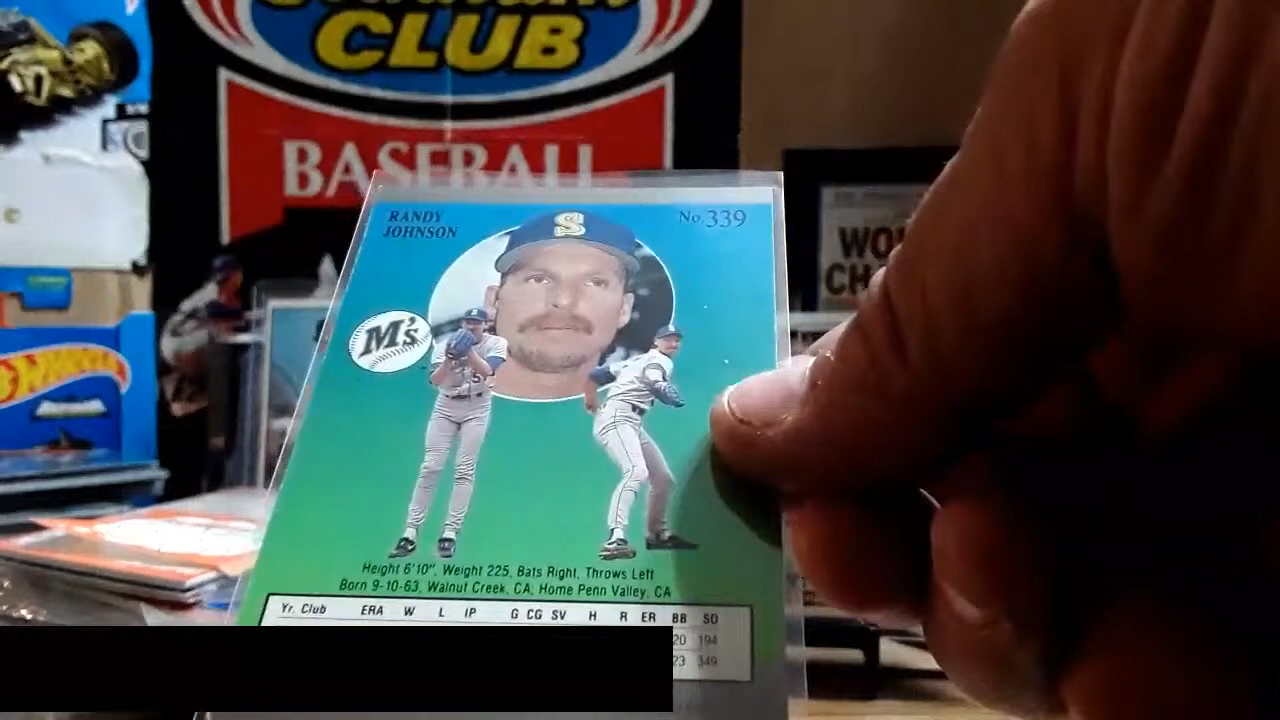 CLUB
BASEBALL
RANDY
JOHNSON
No.339
S
M's
WO
CH
Height 6'10", Weight 225, Bats Right, Throws Left
Born 9-10-63, Walnut Creek, CA, Home Penn Valley, CA
Yr. Club ERA W L IP G CG SV H R ER BB SO
20 194
23 349